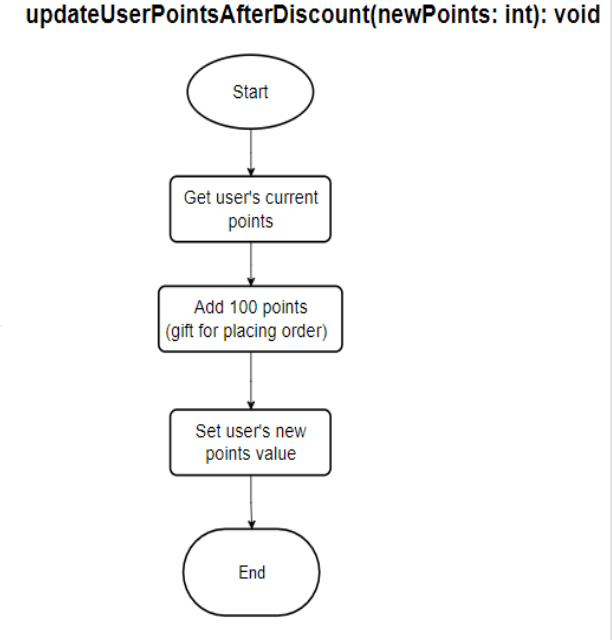 updateUserPointsAfterDiscount(newPoints: int): void
Start
Get user's current
points
Add 100 points
(gift for placing order)
Set user's new
points value
End